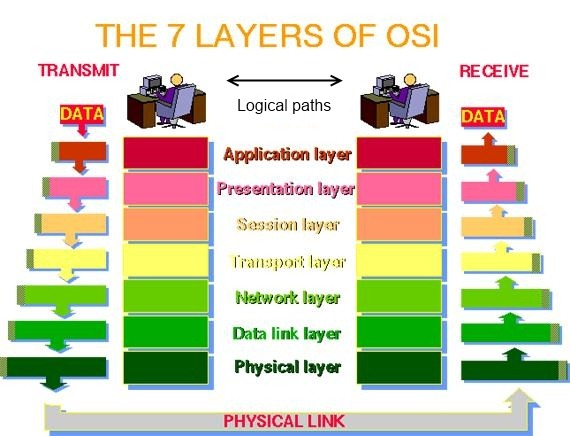 THE 7 LAYERS OF OSI
TRANSMIT
RECEIVE
Logical paths
DATA
DATA
Application layer
Presentation layer
Session layer
Transport layer
Network layer
Data link layer
Physical layer
PHYSICAL LINK